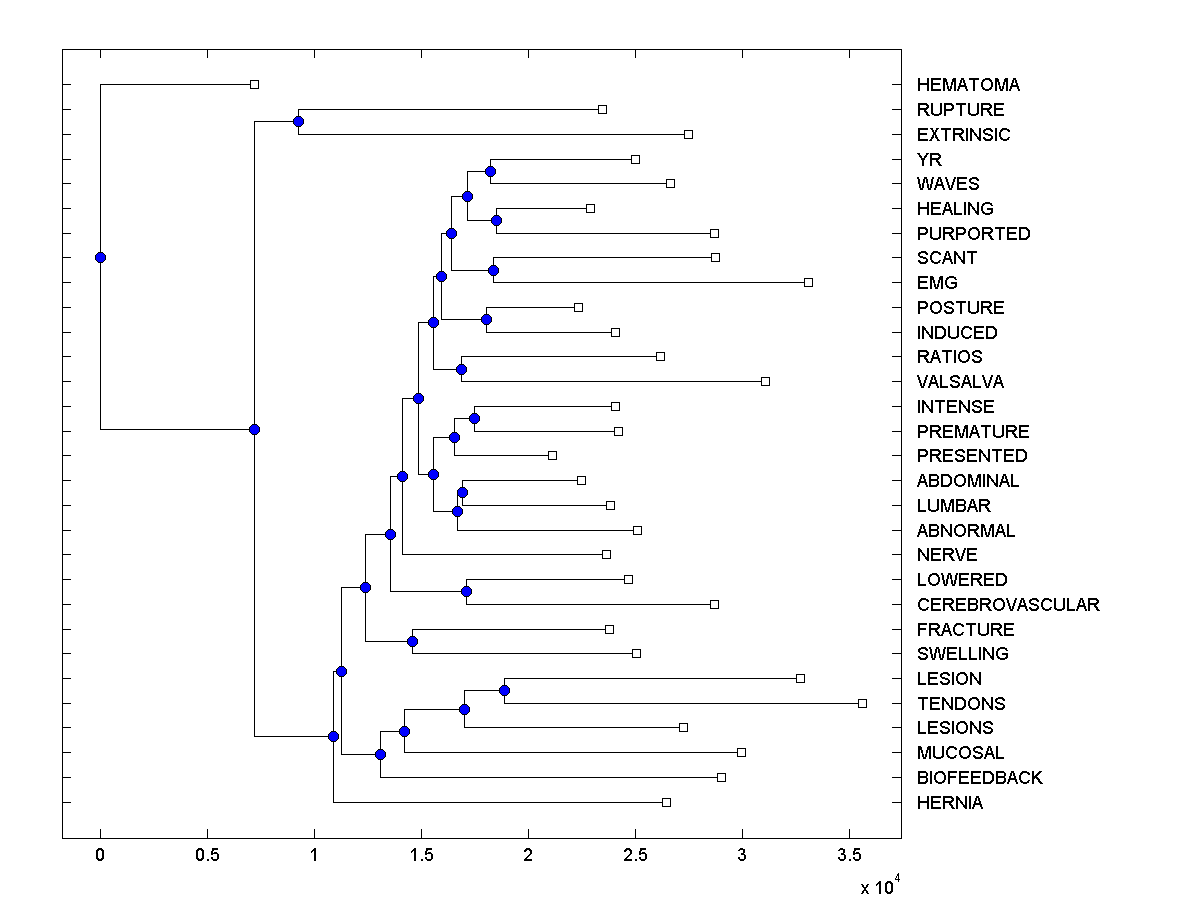 HEMATOMA
RUPTURE
EXTRINSIC
YR
WAVES
HEALING
PURPORTED
SCANT
EMG
POSTURE
INDUCED
RATIOS
VALSALVA
INTENSE
PREMATURE
PRESENTED
ABDOMINAL
LUMBAR
ABNORMAL
NERVE
LOWERED
CEREBROVASCULAR
FRACTURE
SWELLING
LESION
TENDONS
LESIONS
MUCOSAL
BIOFEEDBACK
HERNIA
0 0.5 1 1.5 2 2.5 3 3.5
x 10^4